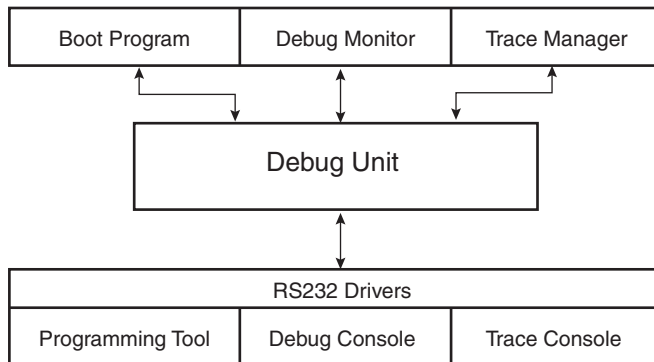 Boot Program
Debug Monitor
Trace Manager
Debug Unit
RS232 Drivers
Programming Tool
Debug Console
Trace Console